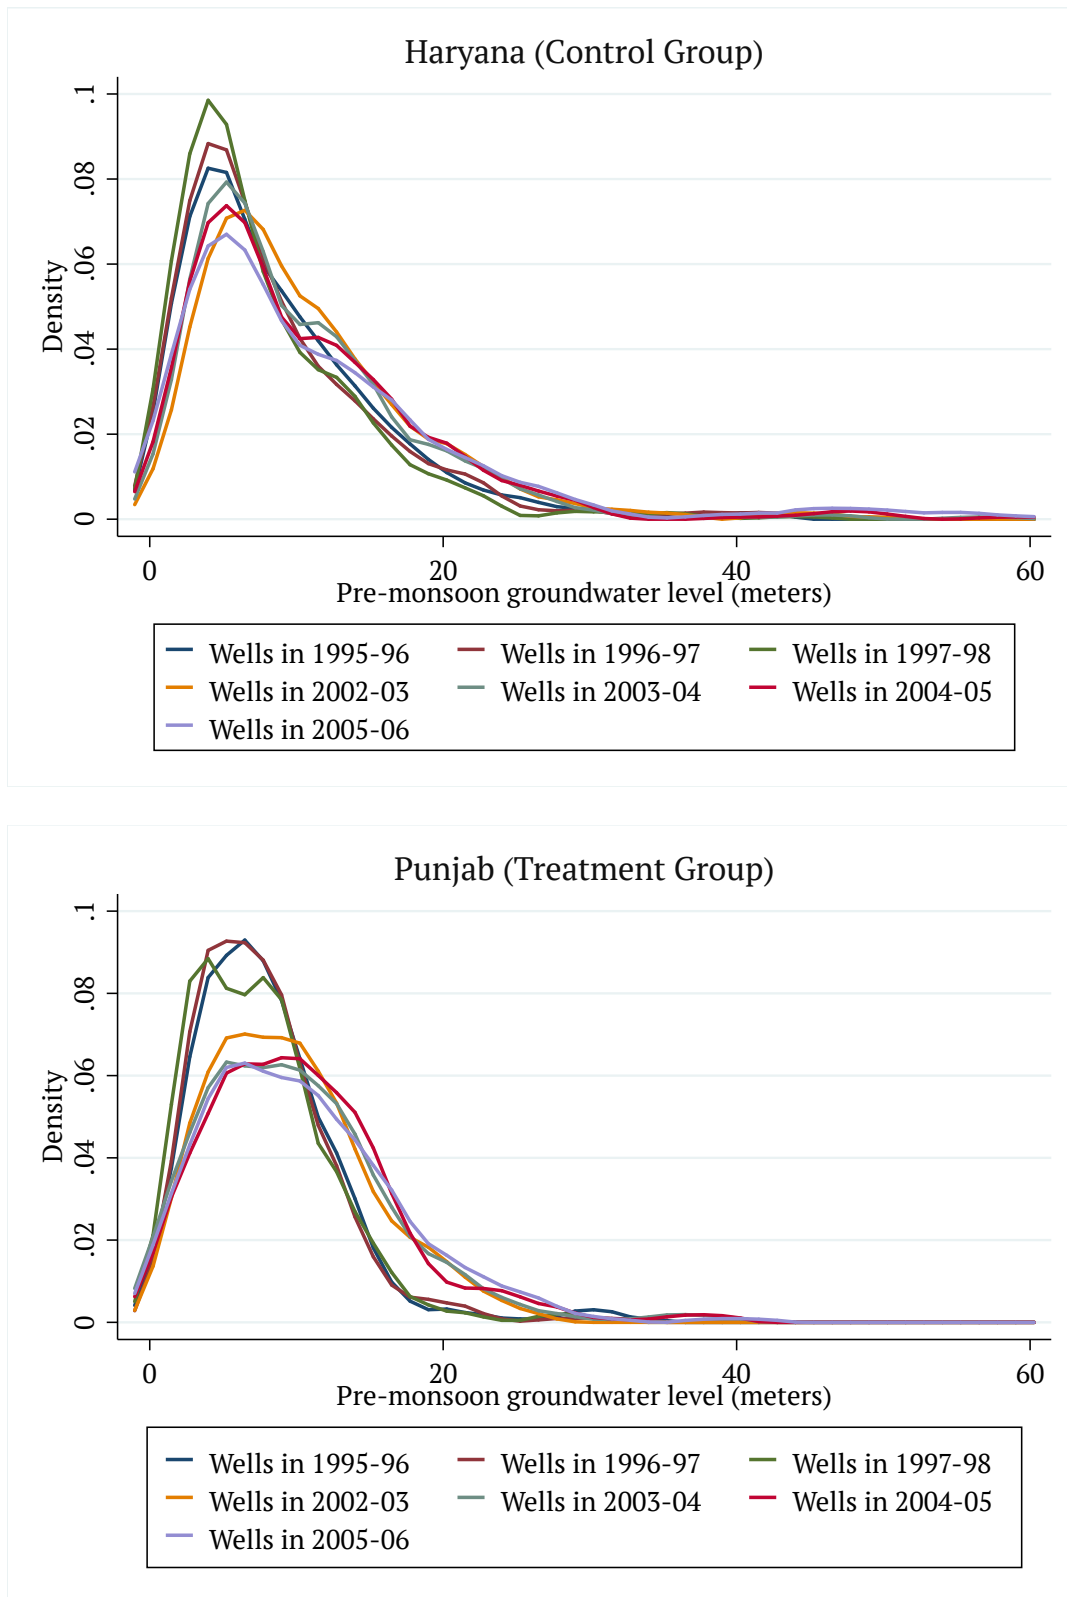 Haryana (Control Group)
Density
.1
.08
.06
.04
.02
0
0 20 40 60
Pre-monsoon groundwater level (meters)
Wells in 1995-96 Wells in 1996-97 Wells in 1997-98
Wells in 2002-03 Wells in 2003-04 Wells in 2004-05
Wells in 2005-06
Punjab (Treatment Group)
Density
.1
.08
.06
.04
.02
0
0 20 40 60
Pre-monsoon groundwater level (meters)
Wells in 1995-96 Wells in 1996-97 Wells in 1997-98
Wells in 2002-03 Wells in 2003-04 Wells in 2004-05
Wells in 2005-06